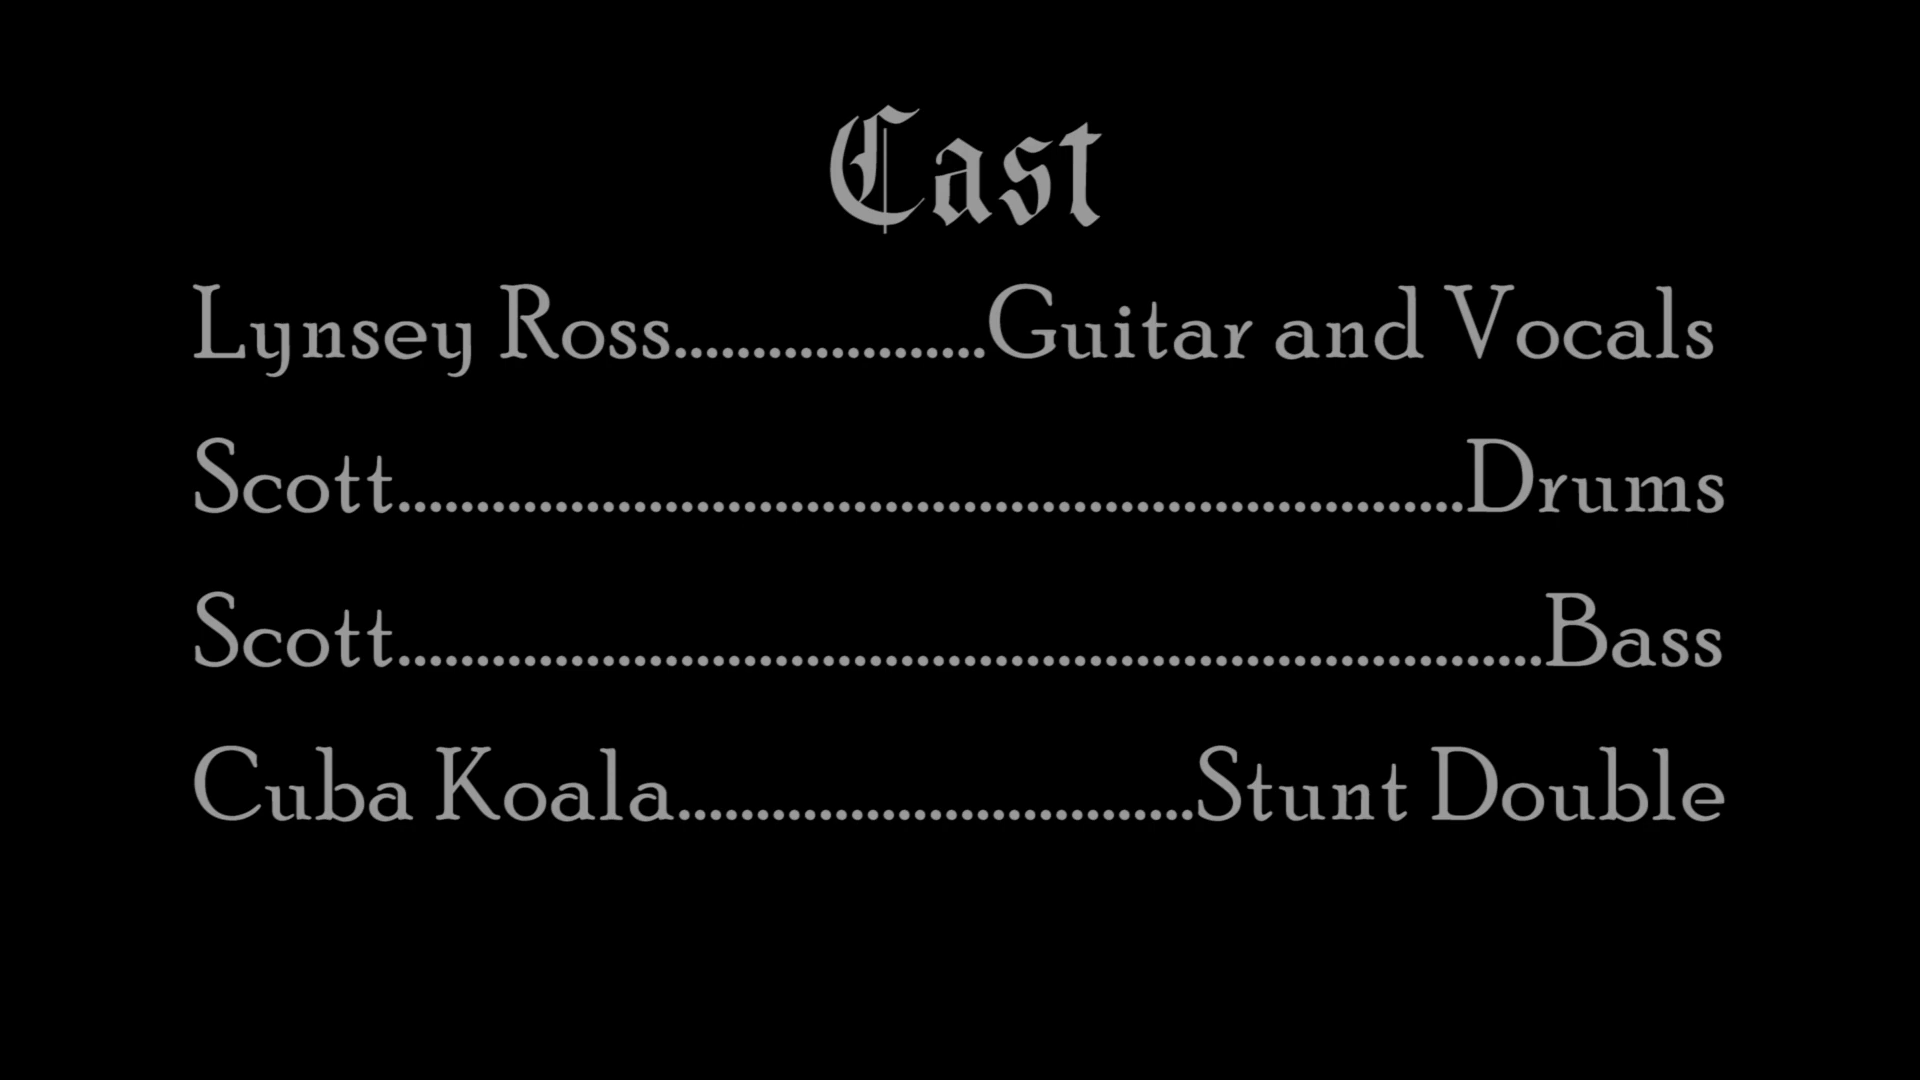 Cast
Lynsey Ross....................Guitar and Vocals
Scott....................................................................Drums
Scott.........................................................................Bass
Cuba Koala.................................Stunt Double